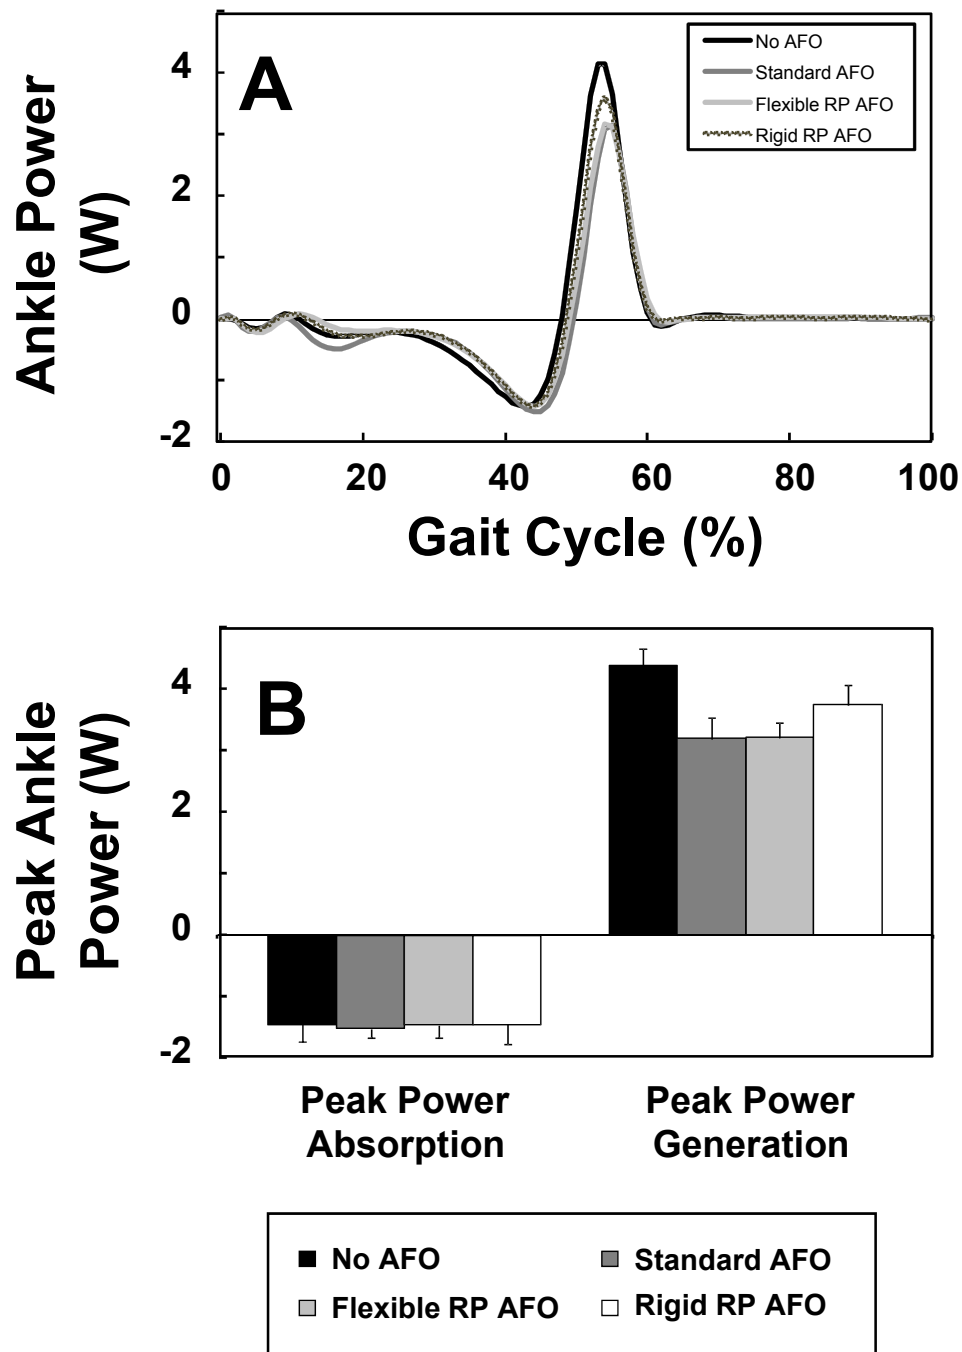 A
No AFO
Standard AFO
Flexible RP AFO
Rigid RP AFO
Ankle Power
(W)
4
2
0
-2
0 20 40 60 80 100
Gait Cycle (%)
B
Peak Ankle
Power (W)
4
2
0
-2
Peak Power
Absorption
Peak Power
Generation
No AFO
Standard AFO
Flexible RP AFO
Rigid RP AFO